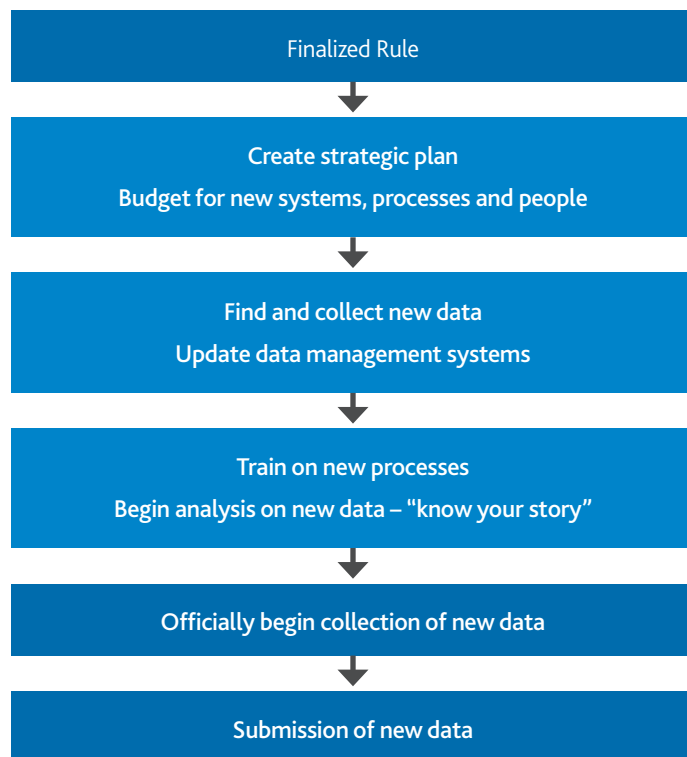 Finalized Rule
Create strategic plan
Budget for new systems, processes and people
Find and collect new data
Update data management systems
Train on new processes
Begin analysis on new data – “know your story”
Officially begin collection of new data
Submission of new data